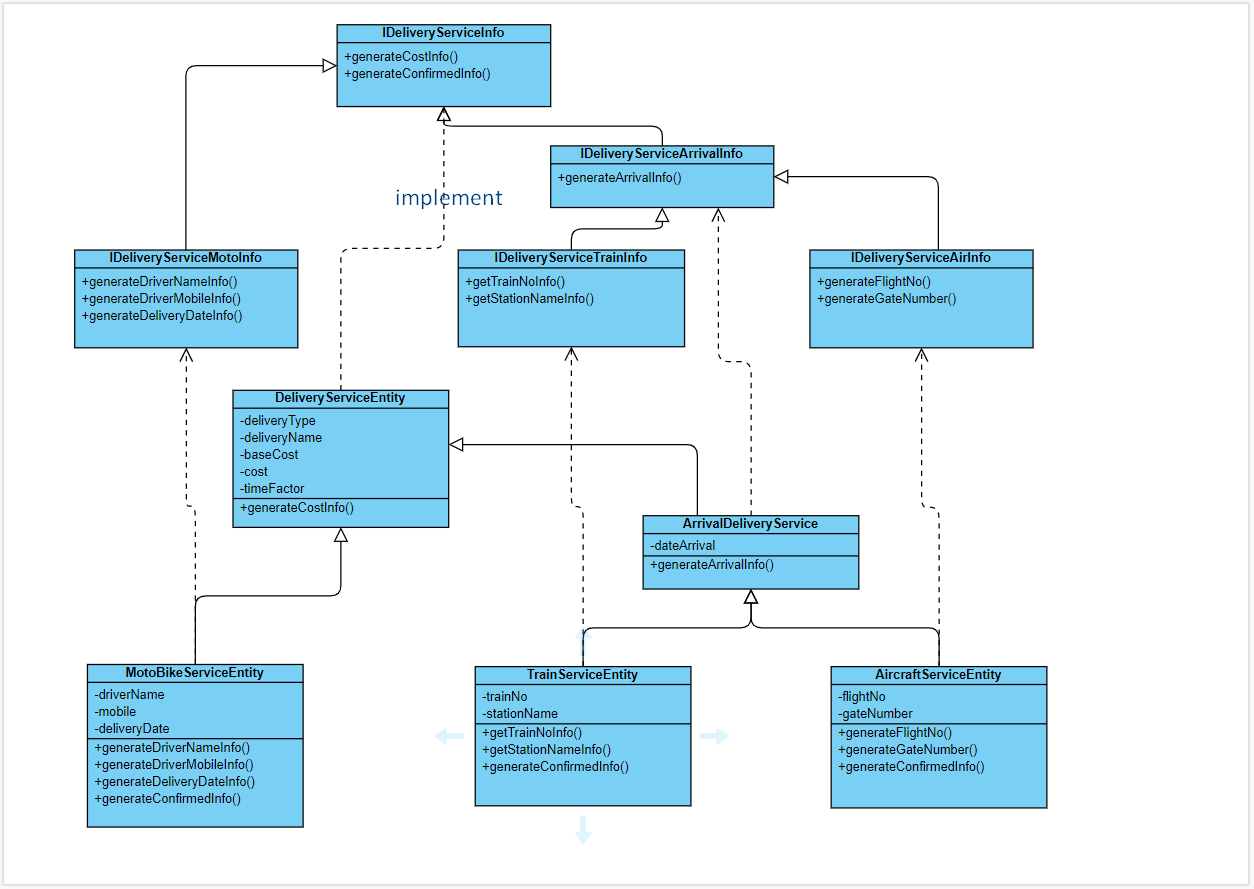 IDeliveryServiceInfo
+generateCostInfo()
+generateConfirmedInfo()
IDeliveryServiceArrivalInfo
+generateArrivalInfo()
implement
IDeliveryServiceMotoInfo
+generateDriverNameInfo()
+generateDriverMobileInfo()
+generateDeliveryDateInfo()
IDeliveryServiceTrainInfo
+getTrainNoInfo()
+getStationNameInfo()
IDeliveryServiceAirInfo
+generateFlightNo()
+generateGateNumber()
DeliveryServiceEntity
-deliveryType
-deliveryName
-baseCost
-cost
-timeFactor
+generateCostInfo()
ArrivalDeliveryService
-dateArrival
+generateArrivalInfo()
MotoBikeServiceEntity
-driverName
-mobile
-deliveryDate
+generateDriverNameInfo()
+generateDriverMobileInfo()
+generateDeliveryDateInfo()
+generateConfirmedInfo()
TrainServiceEntity
-trainNo
-stationName
+getTrainNoInfo()
+getStationNameInfo()
+generateConfirmedInfo()
AircraftServiceEntity
-flightNo
-gateNumber
+generateFlightNo()
+generateGateNumber()
+generateConfirmedInfo()